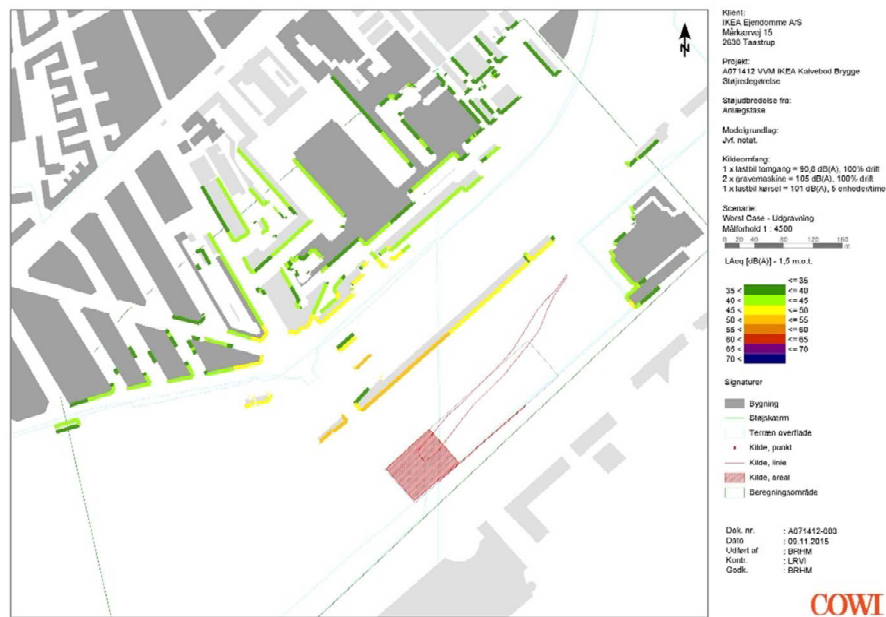 N
Klient:
IKEA Ejendomme A/S
Mårkærvej 15
2630 Taastrup
Projekt:
A071412 VVM IKEA Kalvebod Brygge
Støjredegørelse
Støjudbredelse fra:
Anlægsfase
Modelgrundlag:
Jvf. notat.
Kildeomfang:
1 x lastbil tomgang = 90,8 dB(A), 100% drift
2 x gravemaskine = 105 dB(A), 100% drift
1 x lastbil kørsel = 101 dB(A), 5 enheder/time
Scenarie:
Worst Case - Udgravning
Målforhold 1 : 4500
0 20 40 80 120 160
m
LAeq [dB(A)] - 1,5 m.o.t.
<= 35
35 < <= 40
40 < <= 45
45 < <= 50
50 < <= 55
55 < <= 60
60 < <= 65
65 < <= 70
70 <
Signaturer
Bygning
Støjskærm
Terræn overflade
Kilde, punkt
Kilde, linie
Kilde, areal
Beregningsområde
Dok. nr. : A071412-003
Dato : 09.11.2015
Udført af : BRHM
Kontr. : LRVI
Godk. : BRHM
COWI